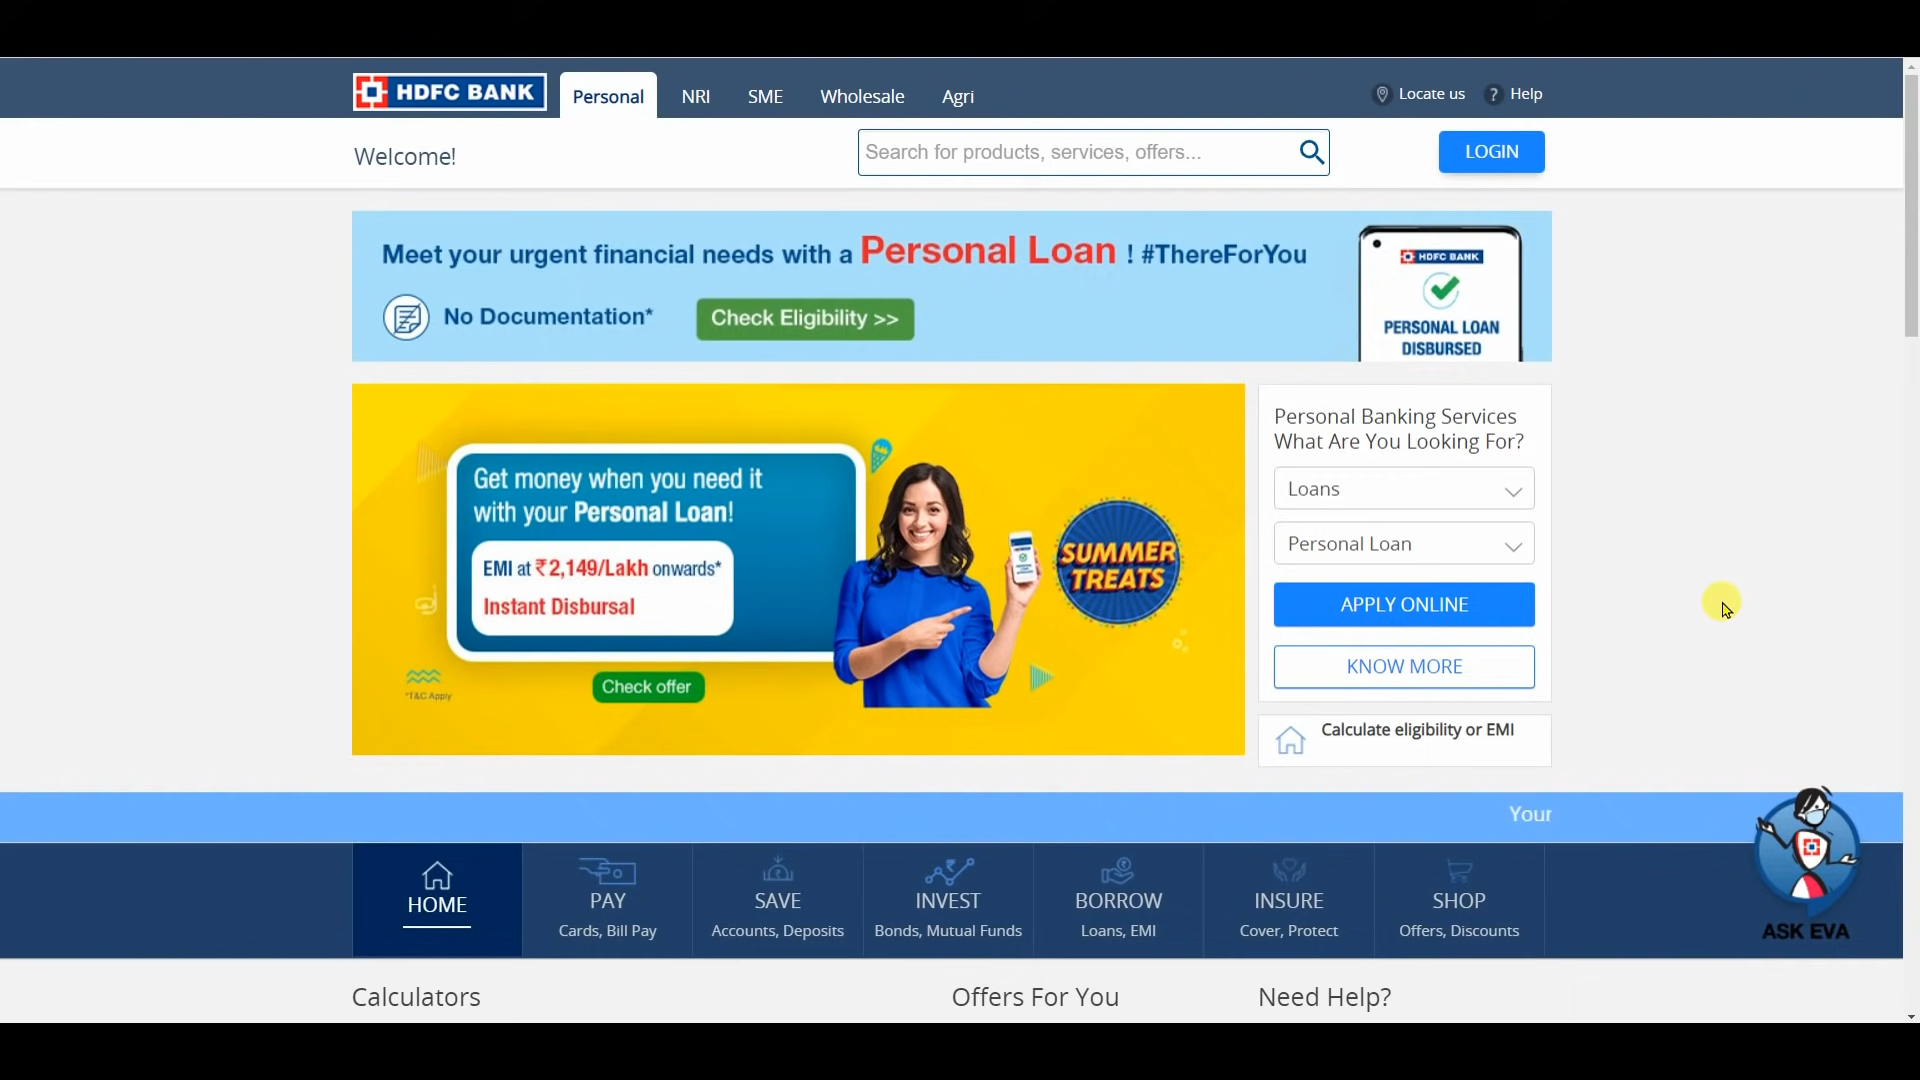 HDFC BANK
Personal
NRI
SME
Wholesale
Agri
Locate us
? Help
Welcome!
Search for products, services, offers...
LOGIN
Meet your urgent financial needs with a Personal Loan ! #ThereForYou
No Documentation*
Check Eligibility >>
HDFC BANK
PERSONAL LOAN
DISBURSED
Get money when you need it
with your Personal Loan!
EMI at ₹2,149/Lakh onwards*
Instant Disbursal
Check offer
*T&C Apply
SUMMER
TREATS
Personal Banking Services
What Are You Looking For?
Loans
Personal Loan
APPLY ONLINE
KNOW MORE
Calculate eligibility or EMI
Your
HOME
PAY
Cards, Bill Pay
SAVE
Accounts, Deposits
INVEST
Bonds, Mutual Funds
BORROW
Loans, EMI
INSURE
Cover, Protect
SHOP
Offers, Discounts
ASK EVA
Calculators
Offers For You
Need Help?